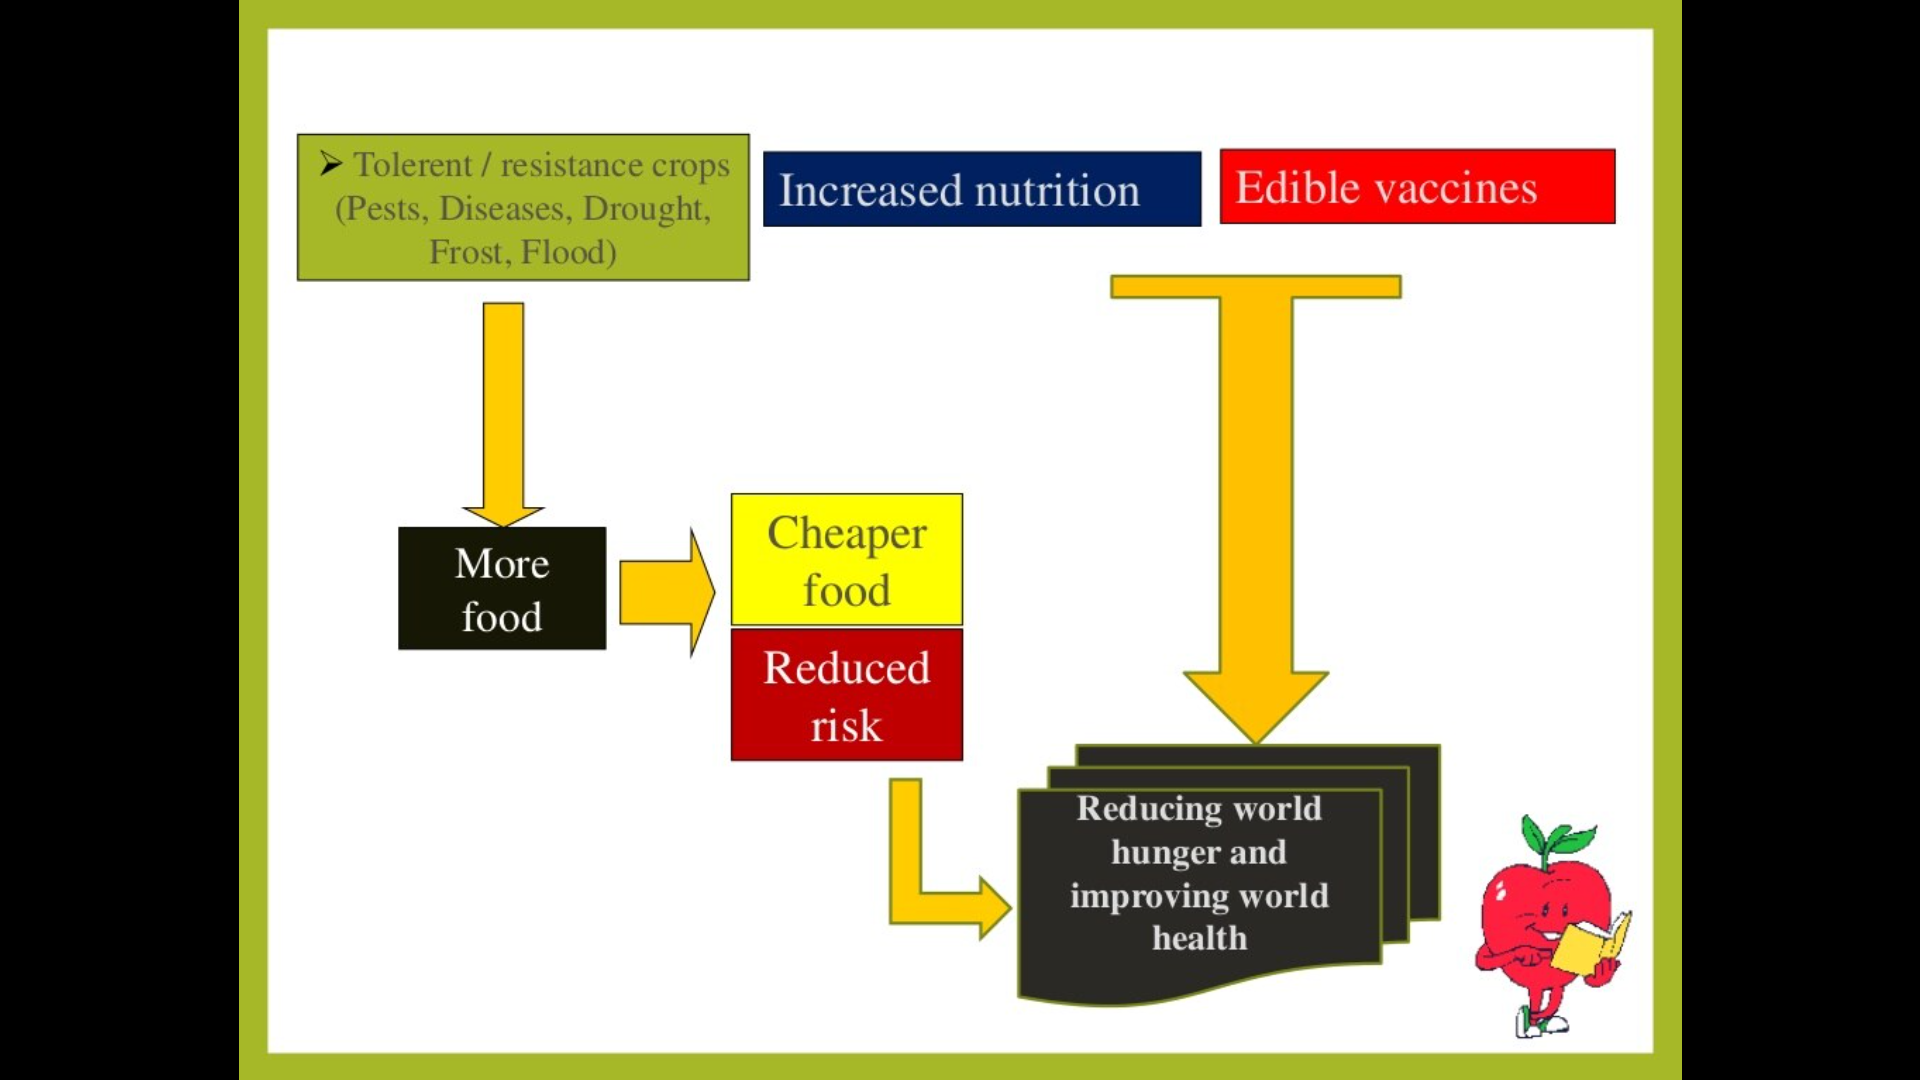 ➢ Tolerent / resistance crops
(Pests, Diseases, Drought,
Frost, Flood)
Increased nutrition
Edible vaccines
More
food
Cheaper
food
Reduced
risk
Reducing world
hunger and
improving world
health